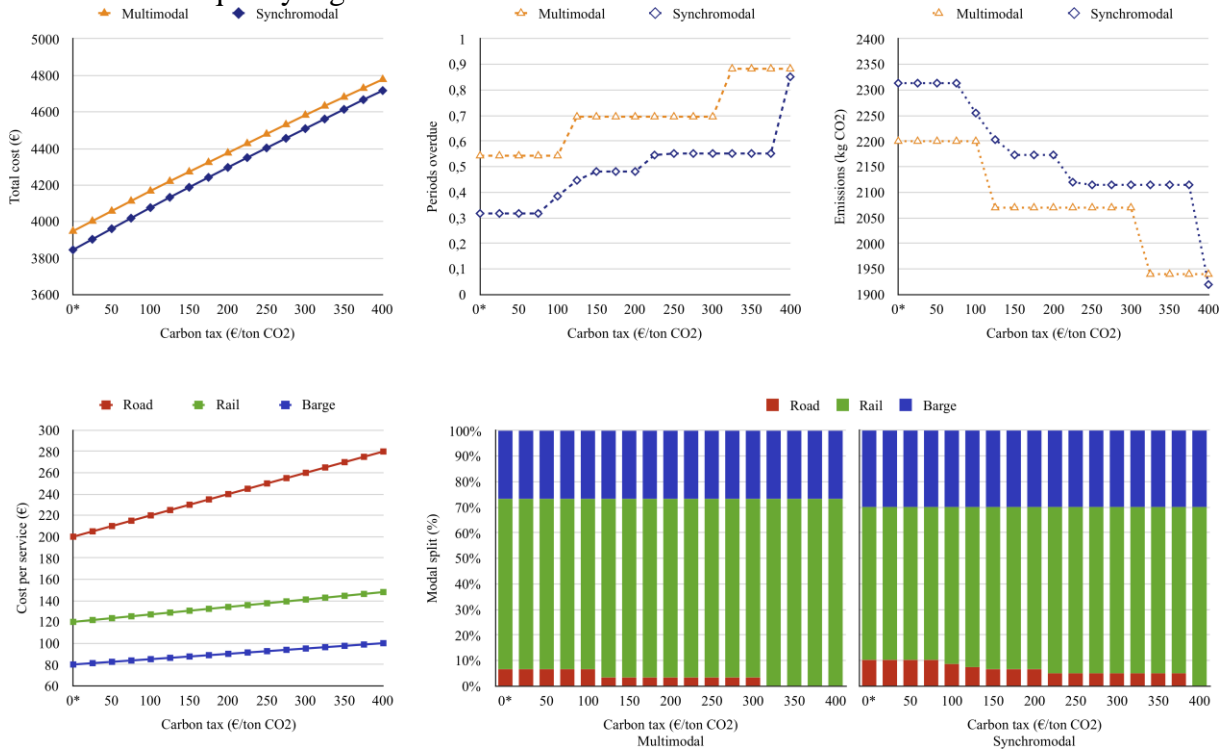 Multimodal Synchromodal
5000
4800
4600
4400
4200
4000
3800
3600
Total cost (€)
0* 50 100 150 200 250 300 350 400
Carbon tax (€/ton CO2)
Multimodal Synchromodal
1
0,9
0,8
0,7
0,6
0,5
0,4
0,3
0,2
0,1
0
Periods overdue
0* 50 100 150 200 250 300 350 400
Carbon tax (€/ton CO2)
Multimodal Synchromodal
2400
2350
2300
2250
2200
2150
2100
2050
2000
1950
1900
Emissions (kg CO2)
0* 50 100 150 200 250 300 350 400
Carbon tax (€/ton CO2)
Road Rail Barge
300
280
260
240
220
200
180
160
140
120
100
80
60
Cost per service (€)
0* 50 100 150 200 250 300 350 400
Carbon tax (€/ton CO2)
Road Rail Barge
100%
90%
80%
70%
60%
50%
40%
30%
20%
10%
0%
Modal split (%)
0* 50 100 150 200 250 300 350 400
Carbon tax (€/ton CO2)
Multimodal
0* 50 100 150 200 250 300 350 400
Carbon tax (€/ton CO2)
Synchromodal